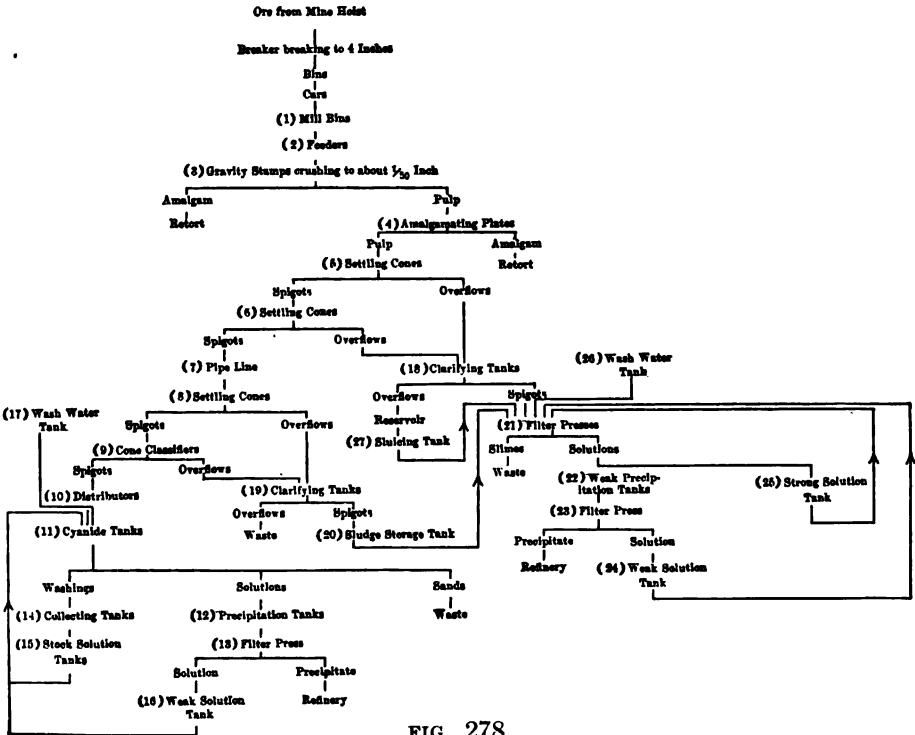 Ore from Mine Hoist
Breaker breaking to 4 Inches
Bins
Cars
(1) Mill Bins
(2) Feeders
(3) Gravity Stamps crushing to about 1/50 Inch
Amalgam
Pulp
Retort
(4) Amalgamating Plates
Pulp
Amalgam
(5) Settling Cones
Retort
Spigots
Overflows
(6) Settling Cones
Spigots
Overflows
(7) Pipe Line
(18) Clarifying Tanks
(26) Wash Water
Tank
(8) Settling Cones
Overflows
Spigots
(17) Wash Water
Tank
Spigots
Overflows
Reservoir
(21) Filter Presses
(9) Cone Classifiers
(27) Sluicing Tank
Slimes
Solutions
Spigots
Overflows
Waste
(10) Distributors
(19) Clarifying Tanks
(22) Weak Precip-
itation Tanks
(25) Strong Solution
Tank
(11) Cyanide Tanks
Overflows
Spigots
(23) Filter Press
Waste
(20) Sludge Storage Tank
Precipitate
Solution
Refinery
(24) Weak Solution
Tank
Washings
Solutions
Sands
(14) Collecting Tanks
(12) Precipitation Tanks
Waste
(15) Stock Solution
Tanks
(13) Filter Press
Solution
Precipitate
(16) Weak Solution
Tank
Refinery
FIG. 278